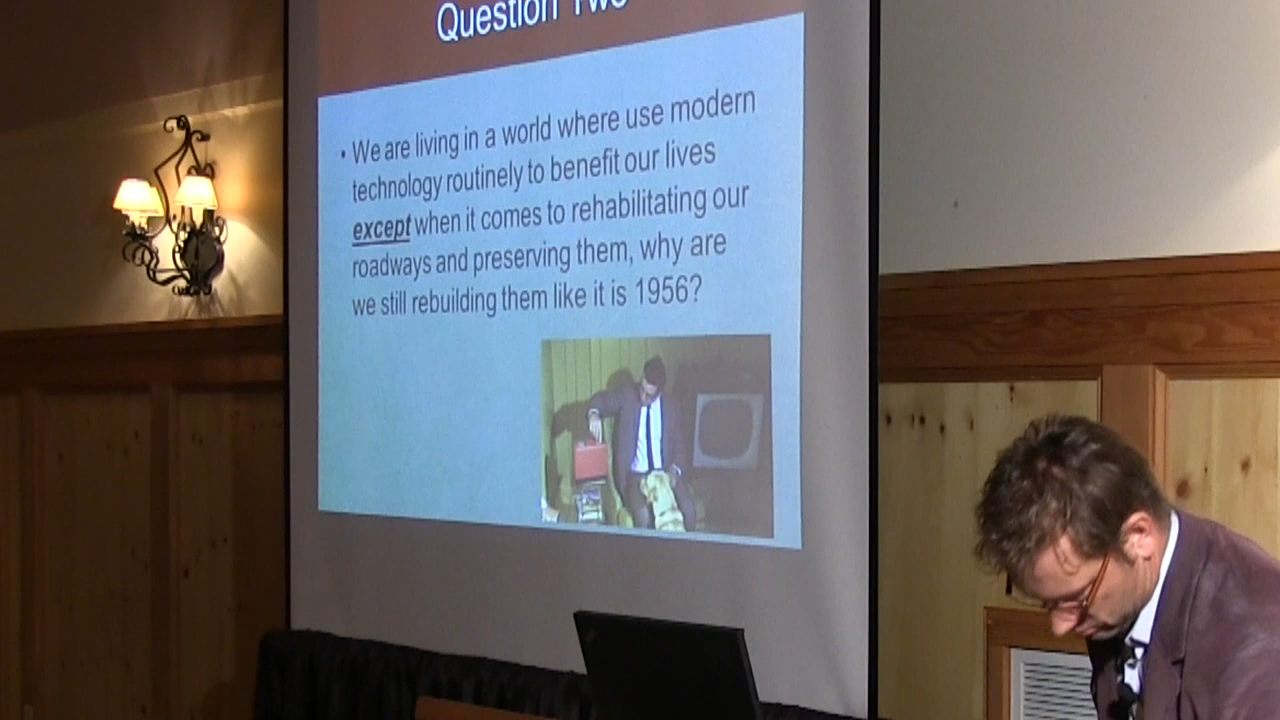 Question Two
• We are living in a world where use modern
technology routinely to benefit our lives
except when it comes to rehabilitating our
roadways and preserving them, why are
we still rebuilding them like it is 1956?